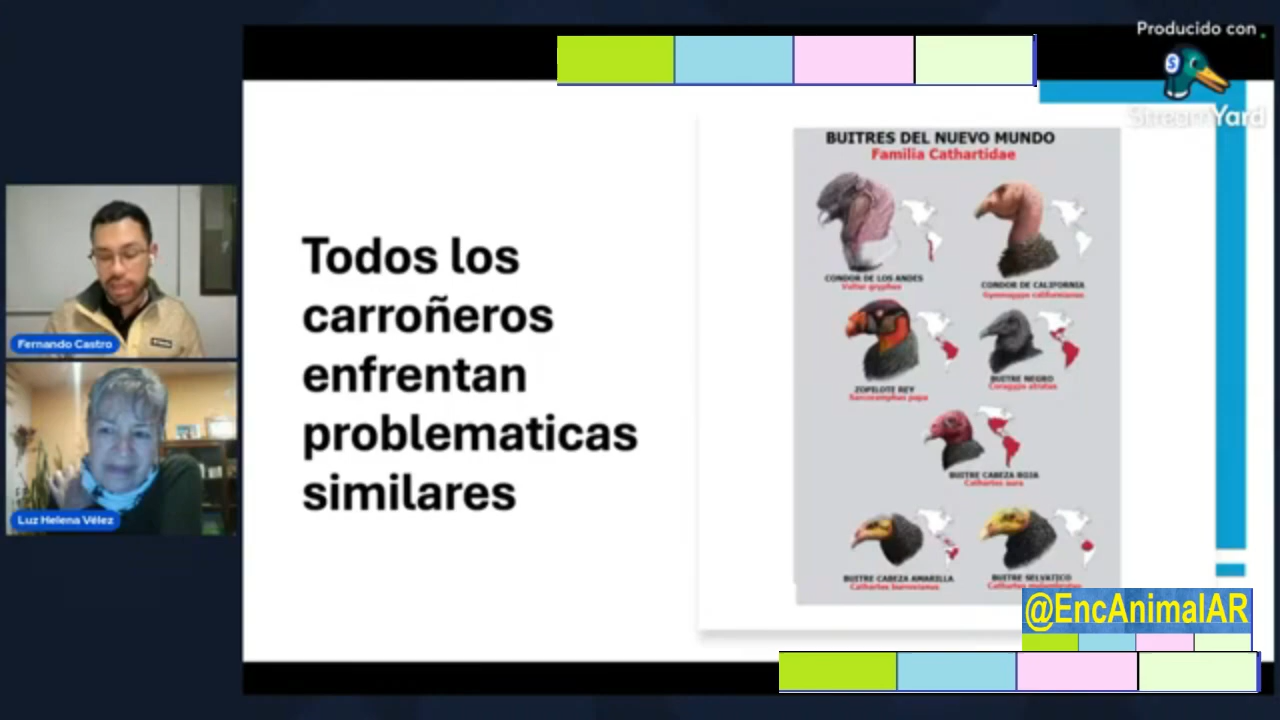 Producido con
StreamYard
BUITRES DEL NUEVO MUNDO
Familia Cathartidae
CONDOR DE LOS ANDES
Vultur gryphus
CONDOR DE CALIFORNIA
Gymnogyps californianus
Todos los
carroñeros
enfrentan
problematicas
similares
Fernando Castro
ZOPILOTE REY
Sarcoramphus papa
BUITRE NEGRO
Coragyps atratus
BUITRE CABEZA ROJA
Cathartes aura
Luz Helena Vélez
BUITRE CABEZA AMARILLA
Cathartes burrovianus
BUITRE SELVATICO
Cathartes melambrotus
@EncAnimalAR